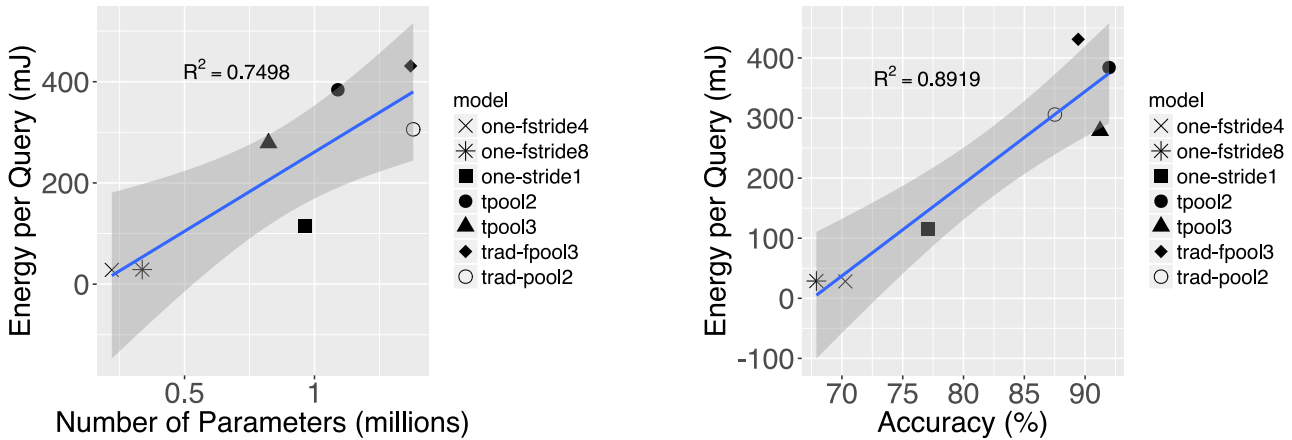 Energy per Query (mJ)
400
200
0
R² = 0.7498
0.5
1
Number of Parameters (millions)
model
one-fstride4
one-fstride8
one-stride1
tpool2
tpool3
trad-fpool3
trad-pool2
Energy per Query (mJ)
400
300
200
100
0
-100
R² = 0.8919
70
75
80
85
90
Accuracy (%)
model
one-fstride4
one-fstride8
one-stride1
tpool2
tpool3
trad-fpool3
trad-pool2